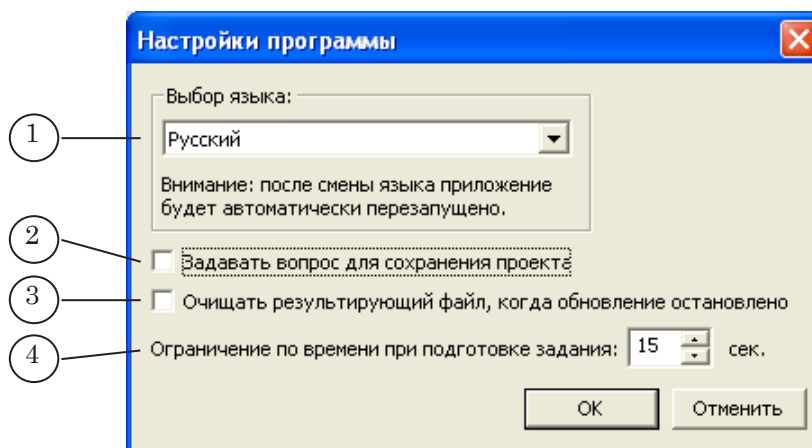 Настройки программы
Выбор языка:
1
Русский
Внимание: после смены языка приложение
будет автоматически перезапущено.
2
Задавать вопрос для сохранения проекта
3
Очищать результирующий файл, когда обновление остановлено
4
Ограничение по времени при подготовке задания: 15 сек.
OK Отменить